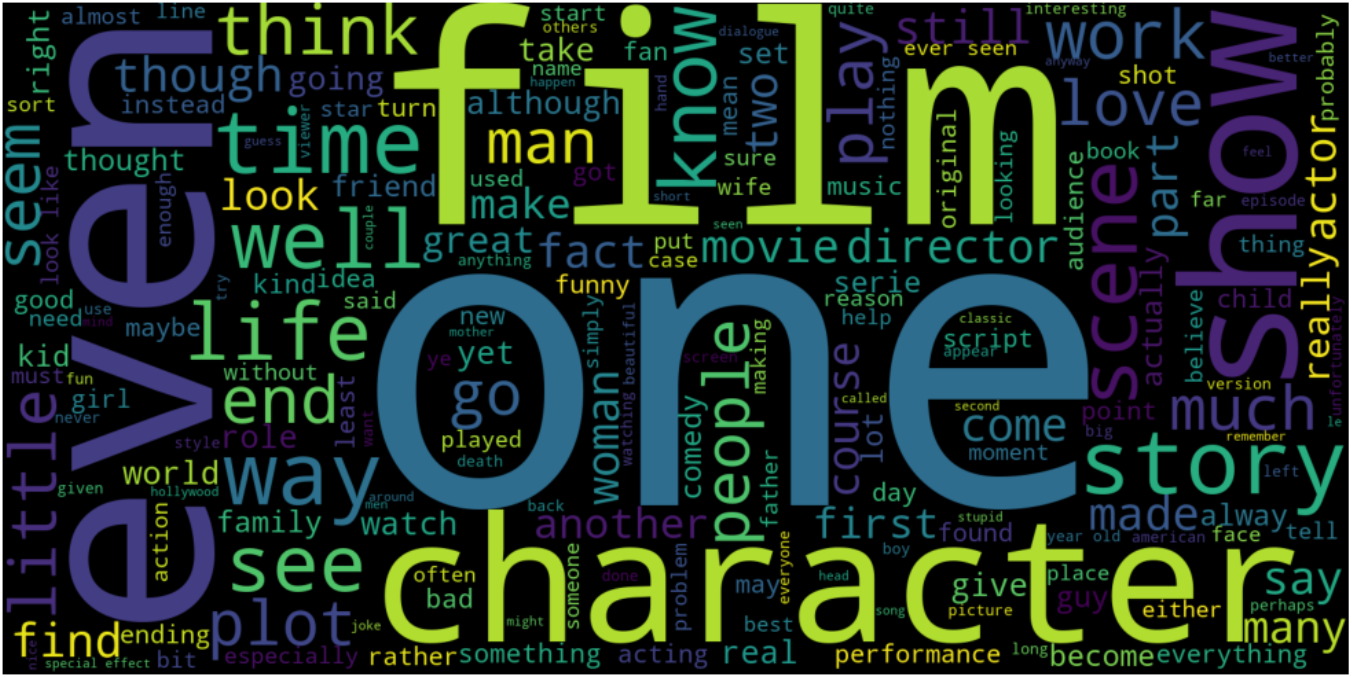 almost line
right
sort
even
think
though
going
instead
star
turn
film
start
others
take
fan
name
happen
although
know
hand
dialogue
set
mean
two
play
quite
nothing
still
interesting
ever seen
work
anyway
shot
love
show
better
probably
seem
thought
look like
enough
time
guess
viewer
man
look
friend
used
make
got
sure
wife
short
music
original
looking
audience
book
part
far
feel
episode
thing
really
actor
well
couple
great
anything
fact
put
case
seen
movie
director
scene
actually
kind
idea
try
said
funny
serie
reason
help
believe
child
unfortunately
good
need
use
mind
maybe
life
one
new
mother
ye
yet
simply
beautiful
watching
people
screen
making
classic
script
appear
kid
must
fun
girl
never
without
end
go
played
death
woman
comedy
father
course
called
lot
second
come
moment
point
big
version
much
remember
le
little
style
role
least
want
world
given
hollywood
way
around
men
back
day
story
left
action
family
watch
another
first
found
stupid
boy
made
alway
year old
american
face
tell
see
character
often
bad
might
someone
done
problem
may
everyone
head
best
song
give
picture
place
guy
either
say
perhaps
many
find
ending
plot
joke
nice
special effect
bit
especially
rather
something
acting
real
performance
long
become
everything